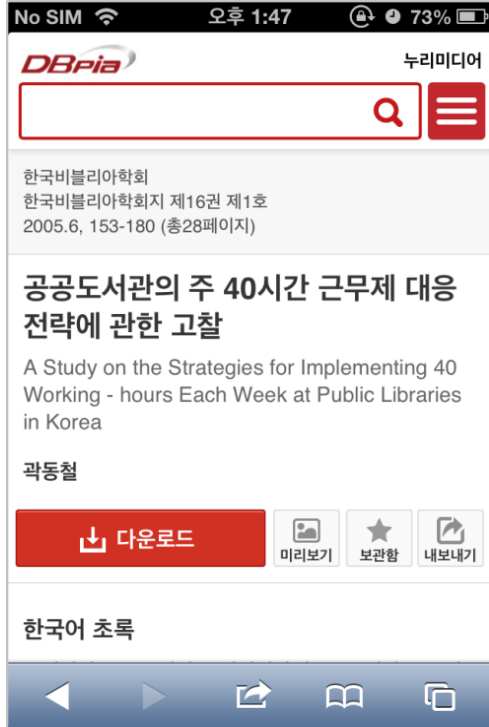 No SIM 오후 1:47 73%
DBpia 누리미디어
한국비블리아학회
한국비블리아학회지 제16권 제1호
2005.6, 153-180 (총28페이지)
공공도서관의 주 40시간 근무제 대응
전략에 관한 고찰
A Study on the Strategies for Implementing 40
Working - hours Each Week at Public Libraries
in Korea
곽동철
다운로드 미리보기 보관함 내보내기
한국어 초록